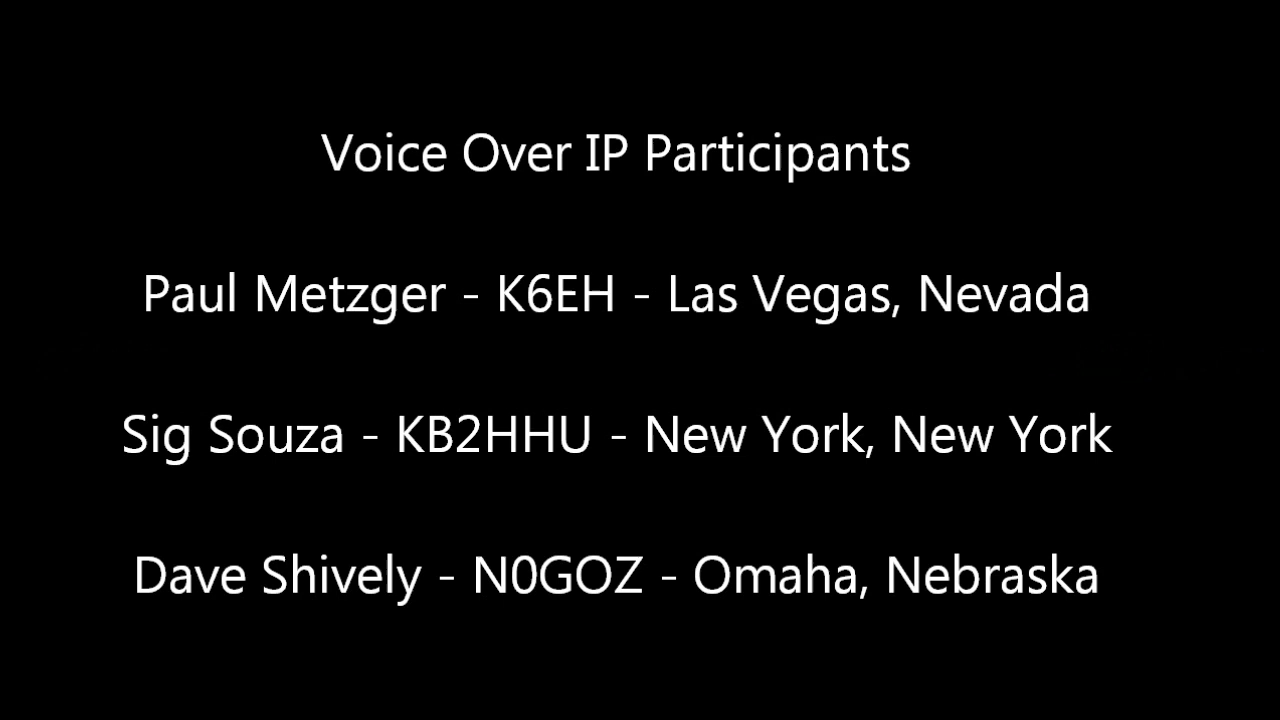 Voice Over IP Participants
Paul Metzger - K6EH - Las Vegas, Nevada
Sig Souza - KB2HHU - New York, New York
Dave Shively - N0GOZ - Omaha, Nebraska